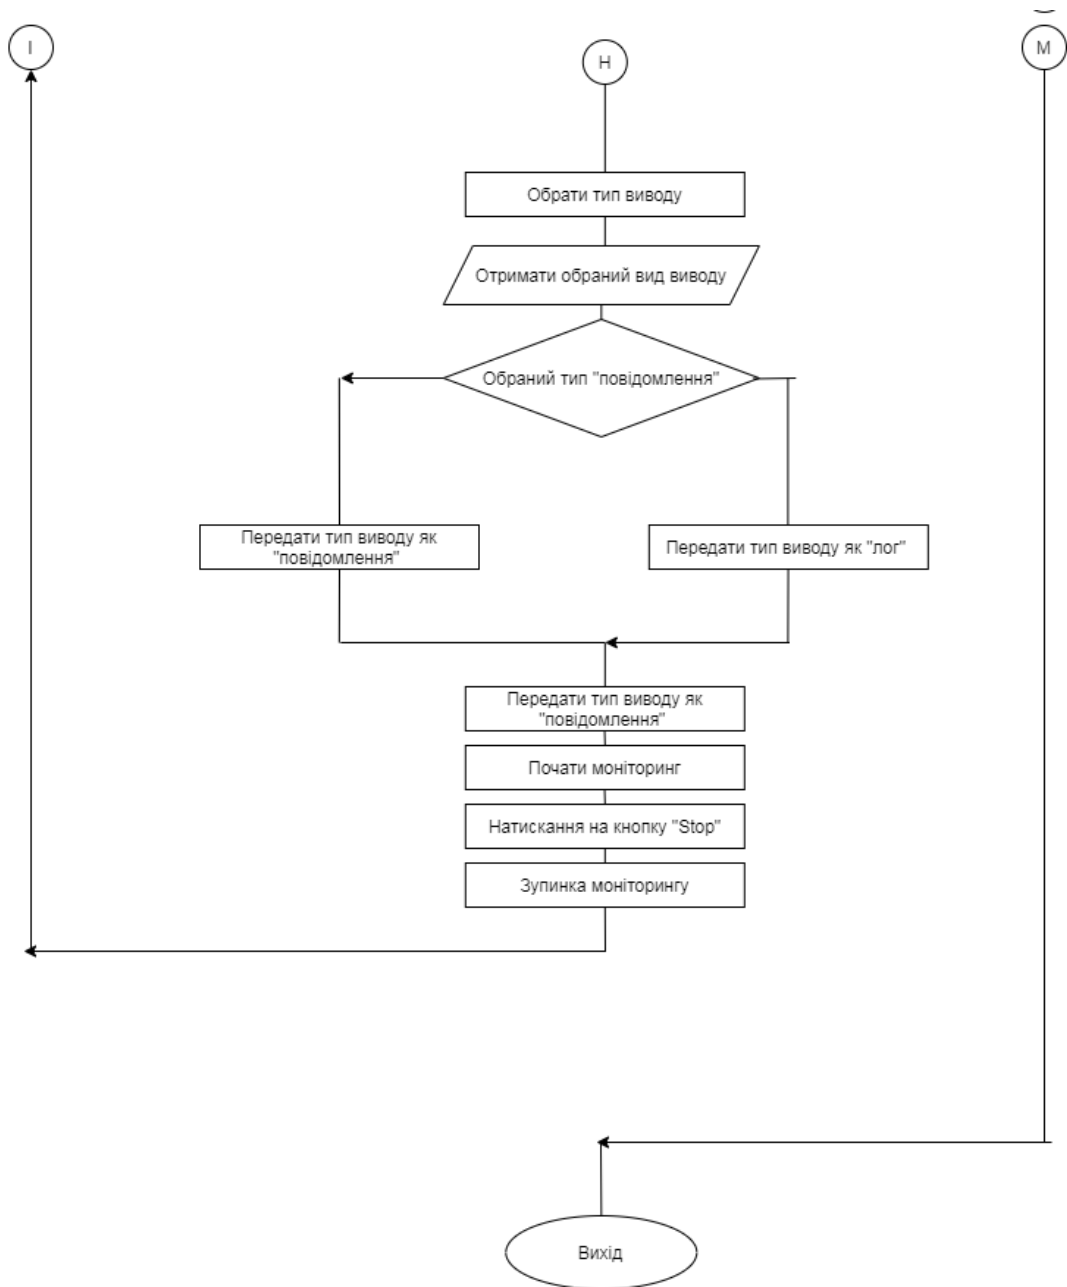 I
H
M
Обрати тип виводу
Отримати обраний вид виводу
Обраний тип "повідомлення"
Передати тип виводу як
"повідомлення"
Передати тип виводу як "лог"
Передати тип виводу як
"повідомлення"
Почати моніторинг
Натискання на кнопку "Stop"
Зупинка моніторингу
Вихід